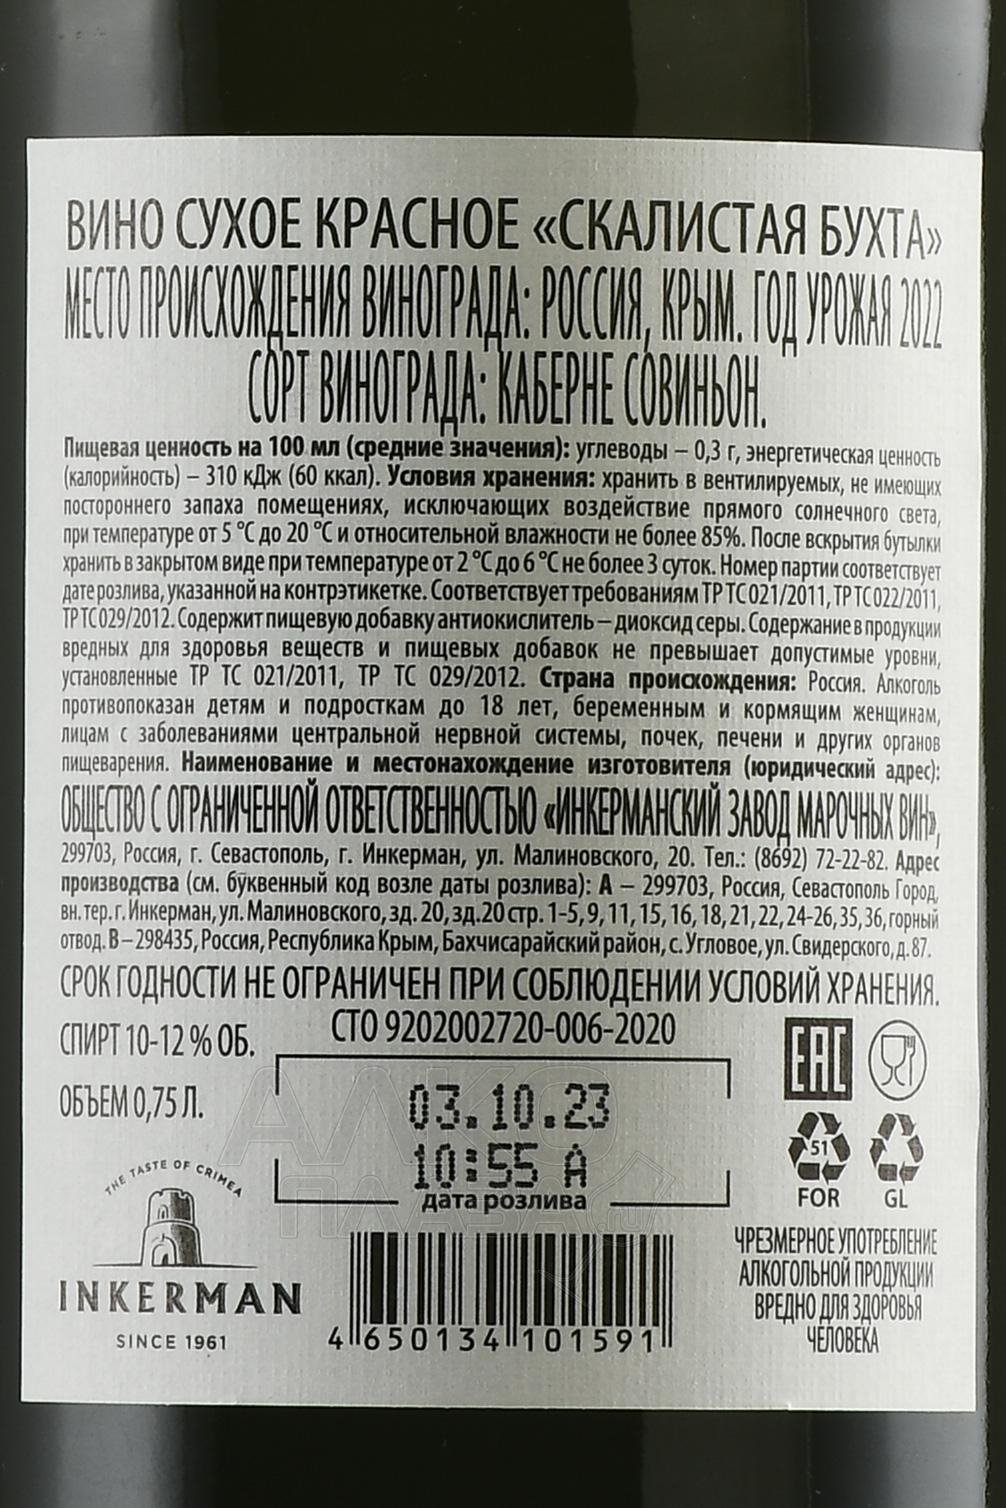 ВИНО СУХОЕ КРАСНОЕ «СКАЛИСТАЯ БУХТА»
МЕСТО ПРОИСХОЖДЕНИЯ ВИНОГРАДА: РОССИЯ, КРЫМ. ГОД УРОЖАЯ 2022
СОРТ ВИНОГРАДА: КАБЕРНЕ СОВИНЬОН.
Пищевая ценность на 100 мл (средние значения): углеводы – 0,3 г, энергетическая ценность
(калорийность) – 310 кДж (60 ккал). Условия хранения: хранить в вентилируемых, не имеющих
постороннего запаха помещениях, исключающих воздействие прямого солнечного света,
при температуре от 5 °С до 20 °С и относительной влажности не более 85%. После вскрытия бутылки
хранить в закрытом виде при температуре от 2 °С до 6 °С не более 3 суток. Номер партии соответствует
дате розлива, указанной на контрэтикетке. Соответствует требованиям ТР ТС 021/2011, ТР ТС 022/2011,
ТР ТС 029/2012. Содержит пищевую добавку антиокислитель – диоксид серы. Содержание в продукции
вредных для здоровья веществ и пищевых добавок не превышает допустимые уровни,
установленные ТР ТС 021/2011, ТР ТС 029/2012. Страна происхождения: Россия. Алкоголь
противопоказан детям и подросткам до 18 лет, беременным и кормящим женщинам,
лицам с заболеваниями центральной нервной системы, почек, печени и других органов
пищеварения. Наименование и местонахождение изготовителя (юридический адрес):
ОБЩЕСТВО С ОГРАНИЧЕННОЙ ОТВЕТСТВЕННОСТЬЮ «ИНКЕРМАНСКИЙ ЗАВОД МАРОЧНЫХ ВИН»,
299703, Россия, г. Севастополь, г. Инкерман, ул. Малиновского, 20. Тел.: (8692) 72-22-82. Адрес
производства (см. буквенный код возле даты розлива): А – 299703, Россия, Севастополь Город,
вн. тер. г. Инкерман, ул. Малиновского, зд. 20, зд. 20 стр. 1-5, 9, 11, 15, 16, 18, 21, 22, 24-26, 35, 36, горный
отвод. В – 298435, Россия, Республика Крым, Бахчисарайский район, с. Угловое, ул. Свидерского, д. 87.
СРОК ГОДНОСТИ НЕ ОГРАНИЧЕН ПРИ СОБЛЮДЕНИИ УСЛОВИЙ ХРАНЕНИЯ.
СПИРТ 10-12 % ОБ.
СТО 9202002720-006-2020
ОБЪЕМ 0,75 Л.
03.10.23
10:55 А
дата розлива
EAC
51
FOR
GL
THE TASTE OF CRIMEA
INKERMAN
SINCE 1961
4 650134 101591
ЧРЕЗМЕРНОЕ УПОТРЕБЛЕНИЕ
АЛКОГОЛЬНОЙ ПРОДУКЦИИ
ВРЕДНО ДЛЯ ЗДОРОВЬЯ
ЧЕЛОВЕКА
АЛКО
ПЛАЗА.ru